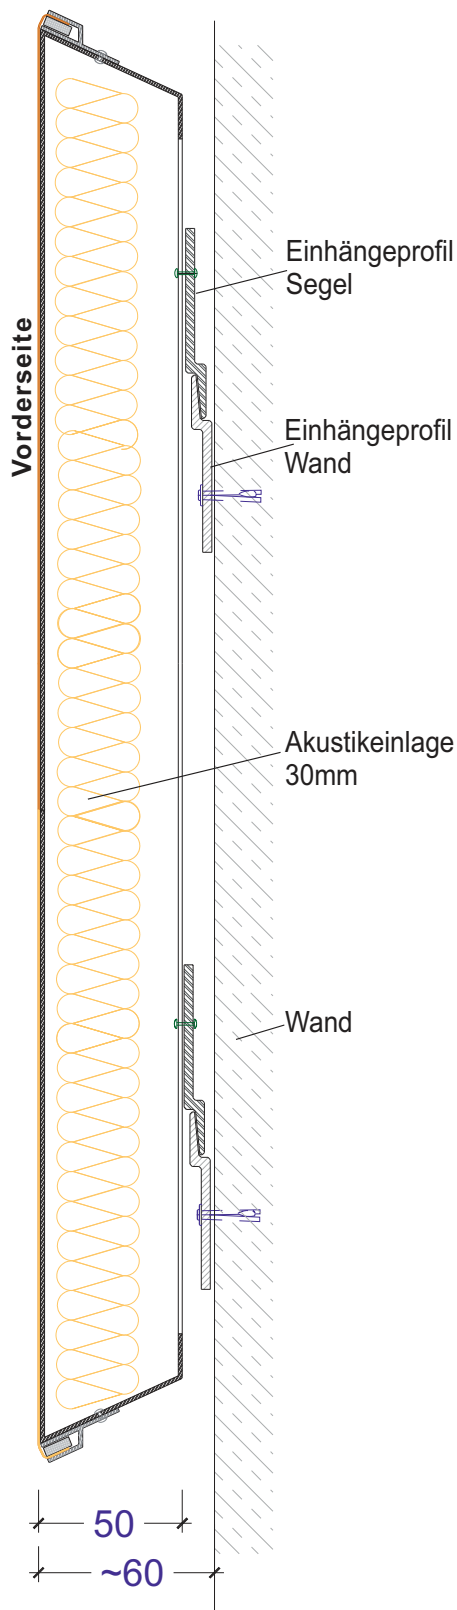 Einhängeprofil
Segel
Vorderseite
Einhängeprofil
Wand
Akustikeinlage
30mm
Wand
50
~60